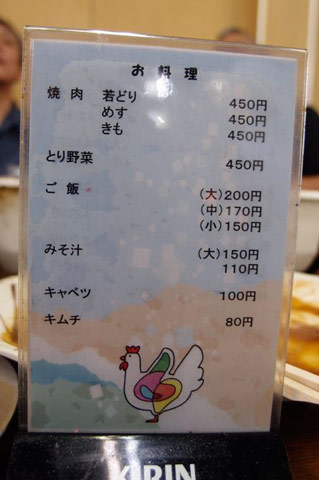 お料理
焼肉 若どり 450円
めす 450円
きも 450円
とり野菜 450円
ご飯 (大)200円
(中)170円
(小)150円
みそ汁 (大)150円
110円
キャベツ 100円
キムチ 80円
KIRIN